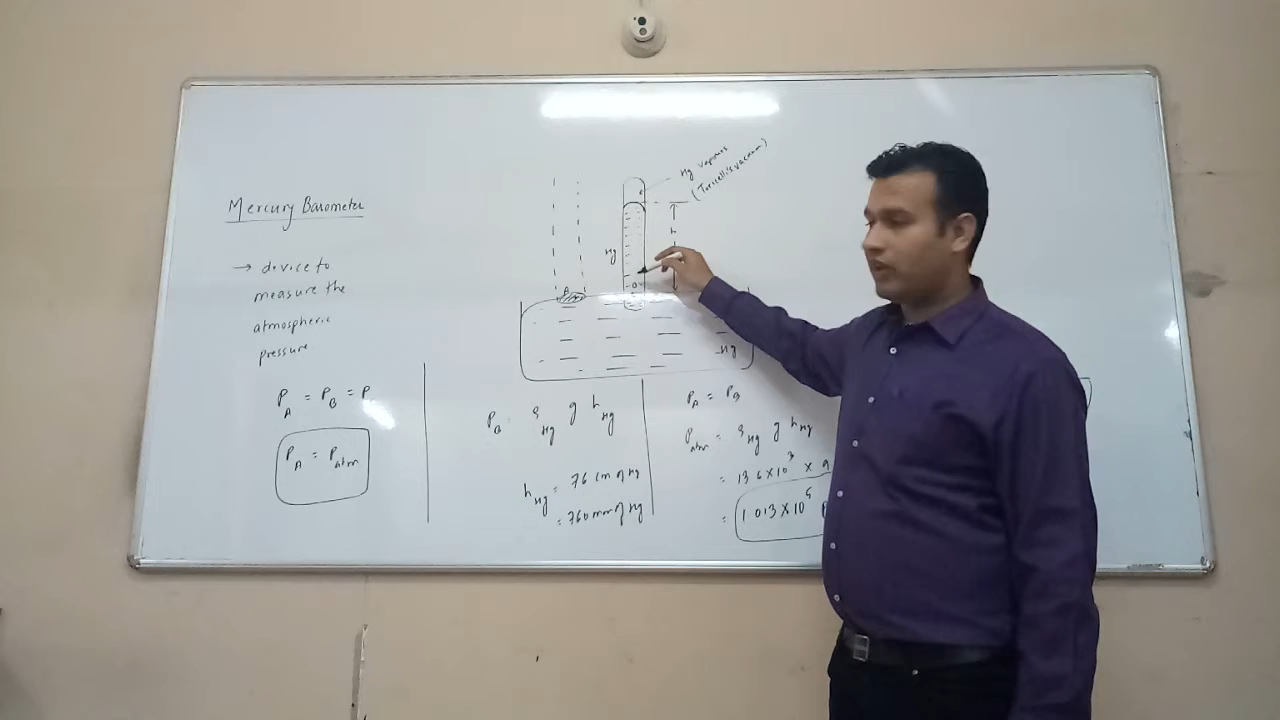 Mercury Barometer
→ device to
measure the
atmospheric
pressure
P_A = P_B = P
P_A = P_atm
Hg vapours
(Toricelli's vacuum)
h
Hg
A
B
Hg
P_B = ρ_Hg g h_Hg
h_Hg = 76 cm of Hg
= 760 mm of Hg
P_A = P_B
P_atm = ρ_Hg g h_Hg
= 13.6 × 10³ × 9
= 1.013 × 10⁵